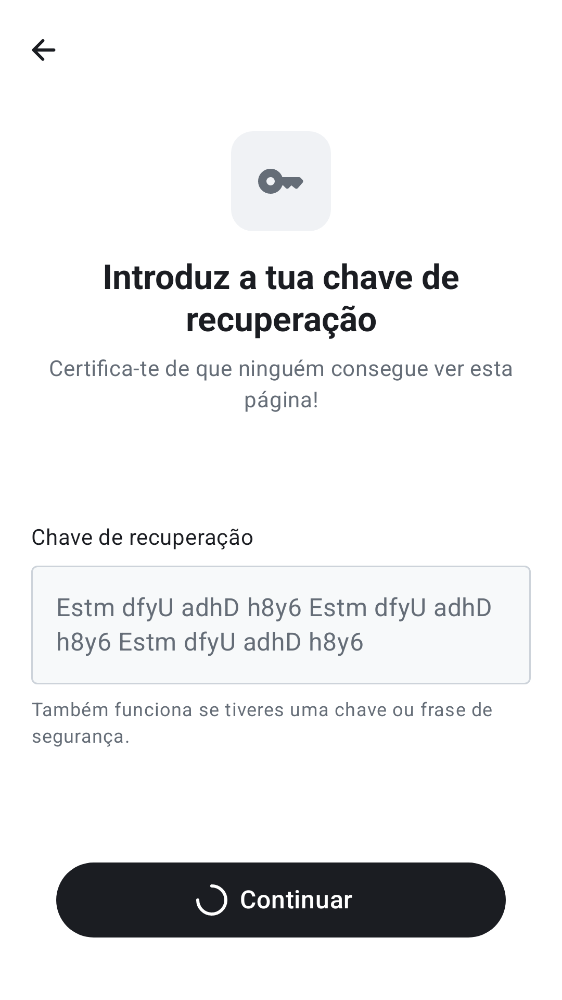 Introduz a tua chave de
recuperação
Certifica-te de que ninguém consegue ver esta
página!
Chave de recuperação
Estm dfyU adhD h8y6 Estm dfyU adhD
h8y6 Estm dfyU adhD h8y6
Também funciona se tiveres uma chave ou frase de
segurança.
Continuar